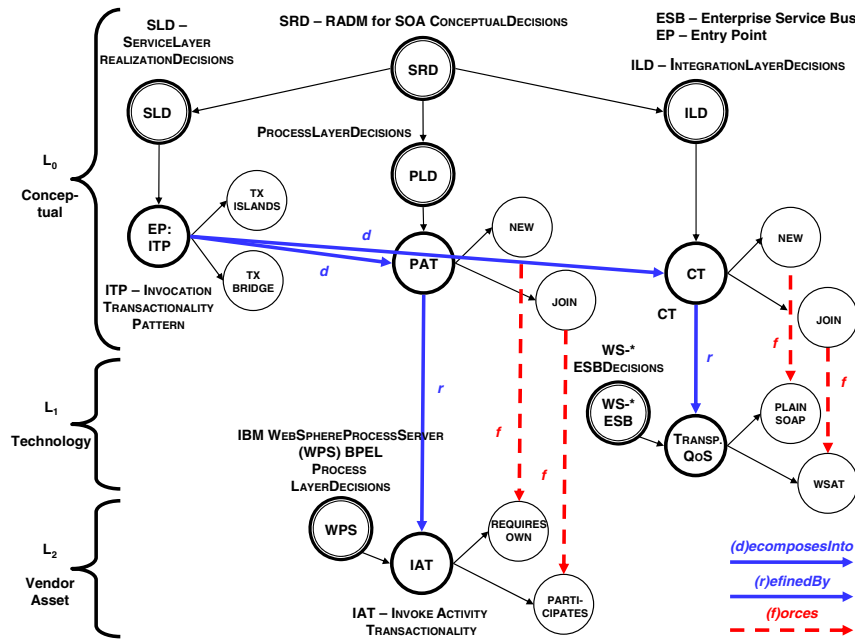 SLD –
SERVICELAYER
REALIZATIONDECISIONS
SRD – RADM FOR SOA CONCEPTUALDECISIONS
ESB – Enterprise Service Bus
EP – Entry Point
ILD – INTEGRATIONLAYERDECISIONS
SRD
SLD
ILD
PROCESSLAYERDECISIONS
L0
Concep-
tual
PLD
TX
ISLANDS
EP:
ITP
TX
BRIDGE
d
d
NEW
PAT
JOIN
NEW
CT
CT
JOIN
ITP – INVOCATION
TRANSACTIONALITY
PATTERN
r
f
r
f
f
f
L1
Technology
WS-*
ESBDECISIONS
WS-*
ESB
PLAIN
SOAP
TRANSP.
QOS
WSAT
IBM WEBSPHEREPROCESSSERVER
(WPS) BPEL
PROCESS
LAYERDECISIONS
L2
Vendor
Asset
WPS
REQUIRES
OWN
IAT
PARTI-
CIPATES
IAT – INVOKE ACTIVITY
TRANSACTIONALITY
(d)ecomposesInto
(r)efinedBy
(f)orces